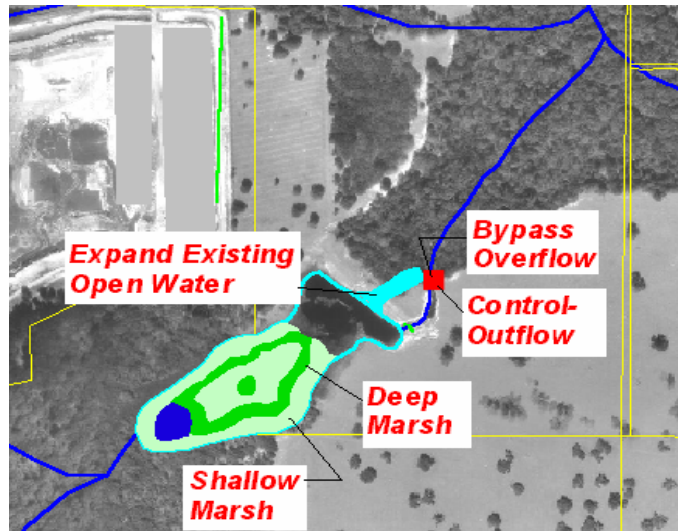 Bypass
Overflow
Expand Existing
Open Water
Control-
Outflow
Deep
Marsh
Shallow
Marsh